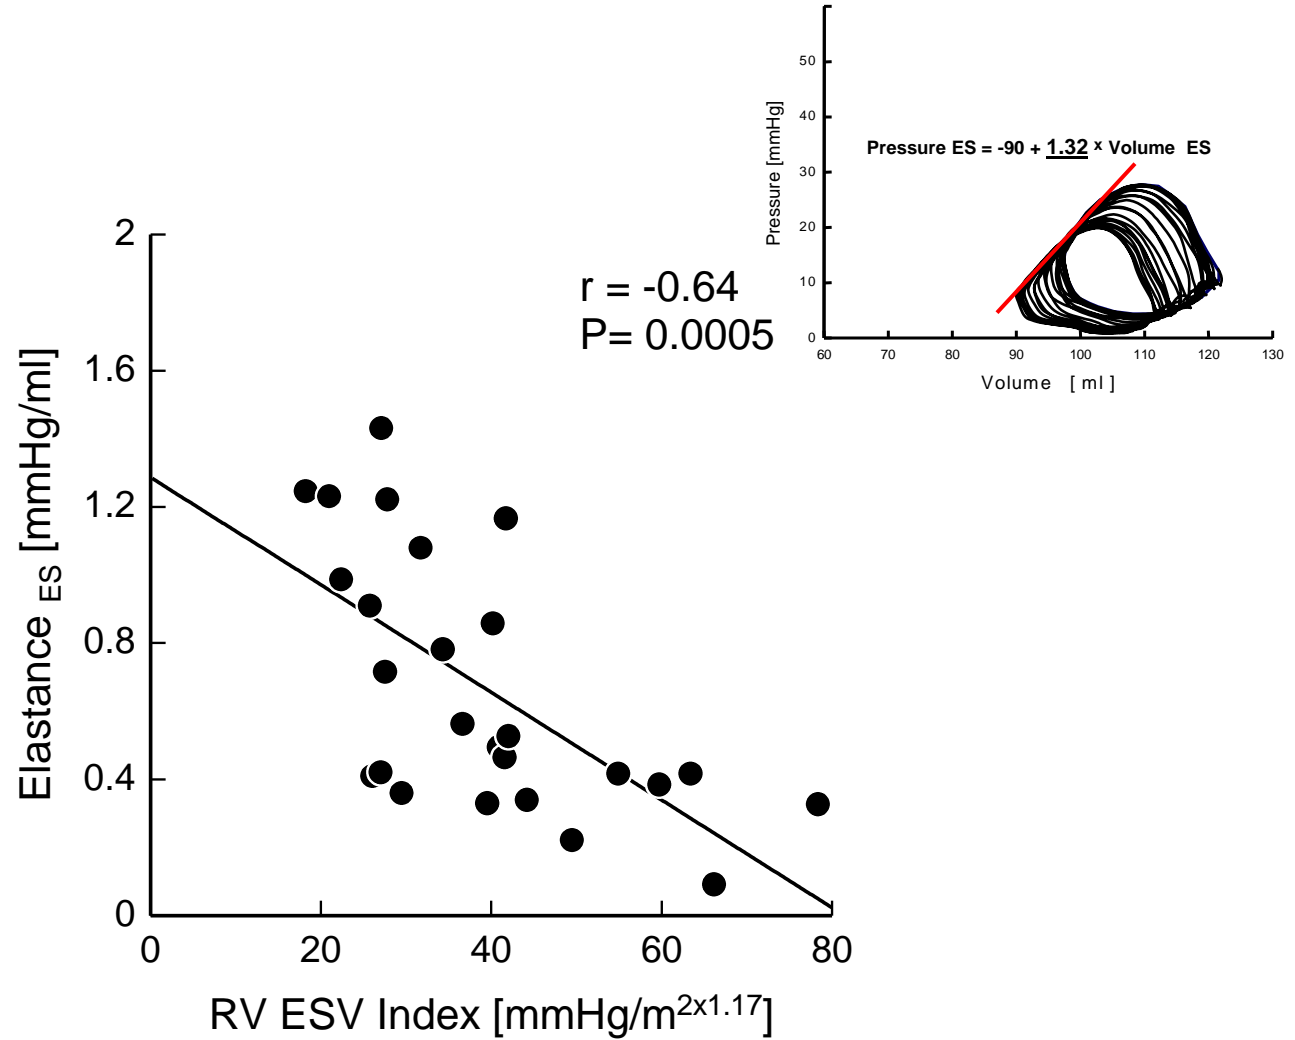 50
40
30
20
10
0
60 70 80 90 100 110 120 130
Pressure [mmHg]
Volume [ml]
Pressure ES = -90 + 1.32 x Volume ES
r = -0.64
P= 0.0005
2
1.6
1.2
0.8
0.4
0
0 20 40 60 80
Elastance ES [mmHg/ml]
RV ESV Index [mmHg/m2x1.17]